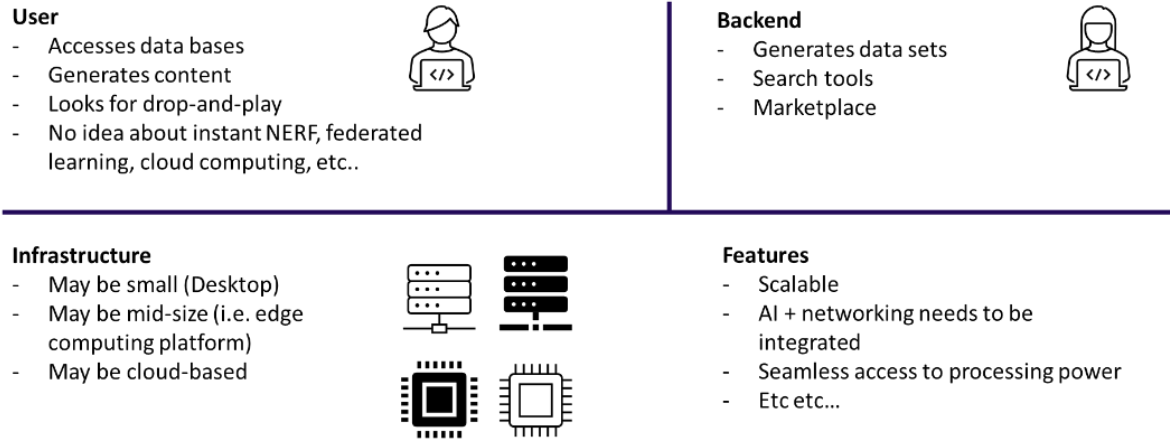 User
- Accesses data bases
- Generates content
- Looks for drop-and-play
- No idea about instant NERF, federated
learning, cloud computing, etc..
</>
Backend
- Generates data sets
- Search tools
- Marketplace
</>
Infrastructure
- May be small (Desktop)
- May be mid-size (i.e. edge
computing platform)
- May be cloud-based
Features
- Scalable
- AI + networking needs to be
integrated
- Seamless access to processing power
- Etc etc...